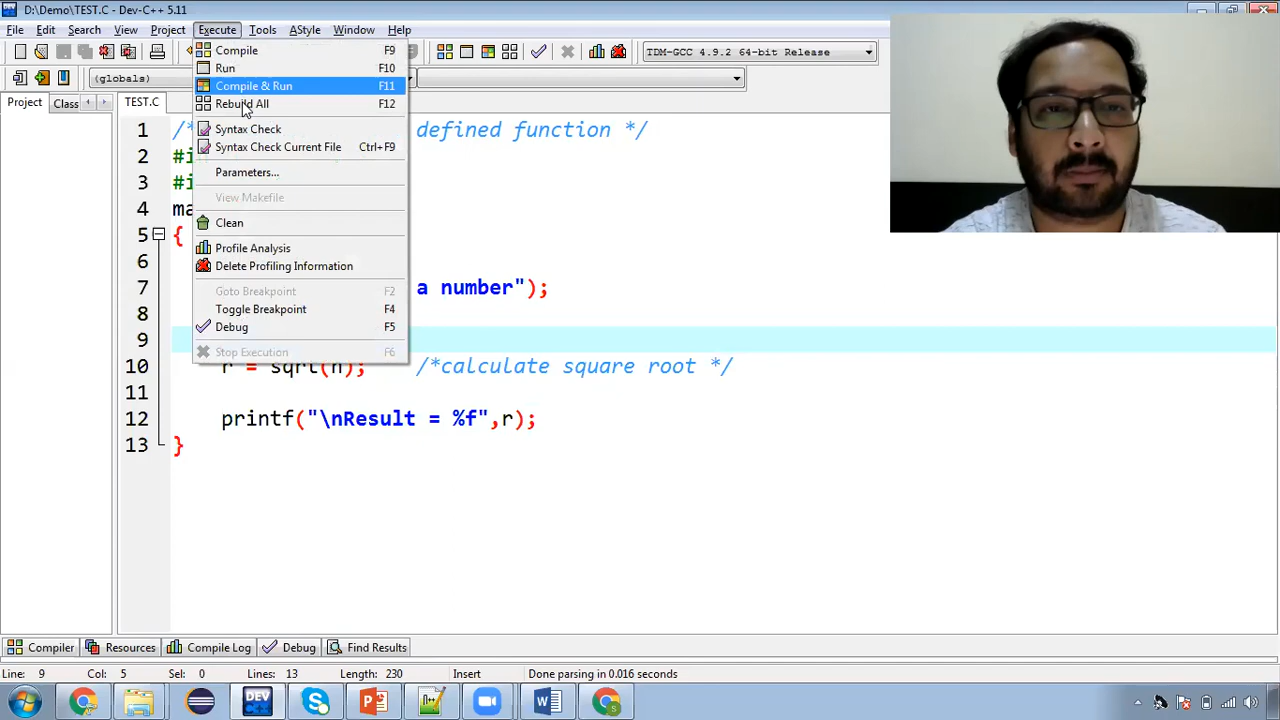 D:\Demo\TEST.C - Dev-C++ 5.11
File Edit Search View Project Execute Tools AStyle Window Help
Compile F9
TDM-GCC 4.9.2 64-bit Release
Run F10
(globals)
Compile & Run F11
Project Class TEST.C
Rebuild All F12
Syntax Check
Syntax Check Current File Ctrl+F9
Parameters...
View Makefile
Clean
Profile Analysis
Delete Profiling Information
Goto Breakpoint F2
Toggle Breakpoint F4
Debug F5
Stop Execution F6
1 /* defined function */
2 #i
3 #i
4 ma
5 {
6
7 a number");
8
9
10 r = sqrt(n); /*calculate square root */
11
12 printf("\nResult = %f",r);
13 }
Compiler Resources Compile Log Debug Find Results
Line: 9 Col: 5 Sel: 0 Lines: 13 Length: 230 Insert Done parsing in 0.016 seconds
DEV